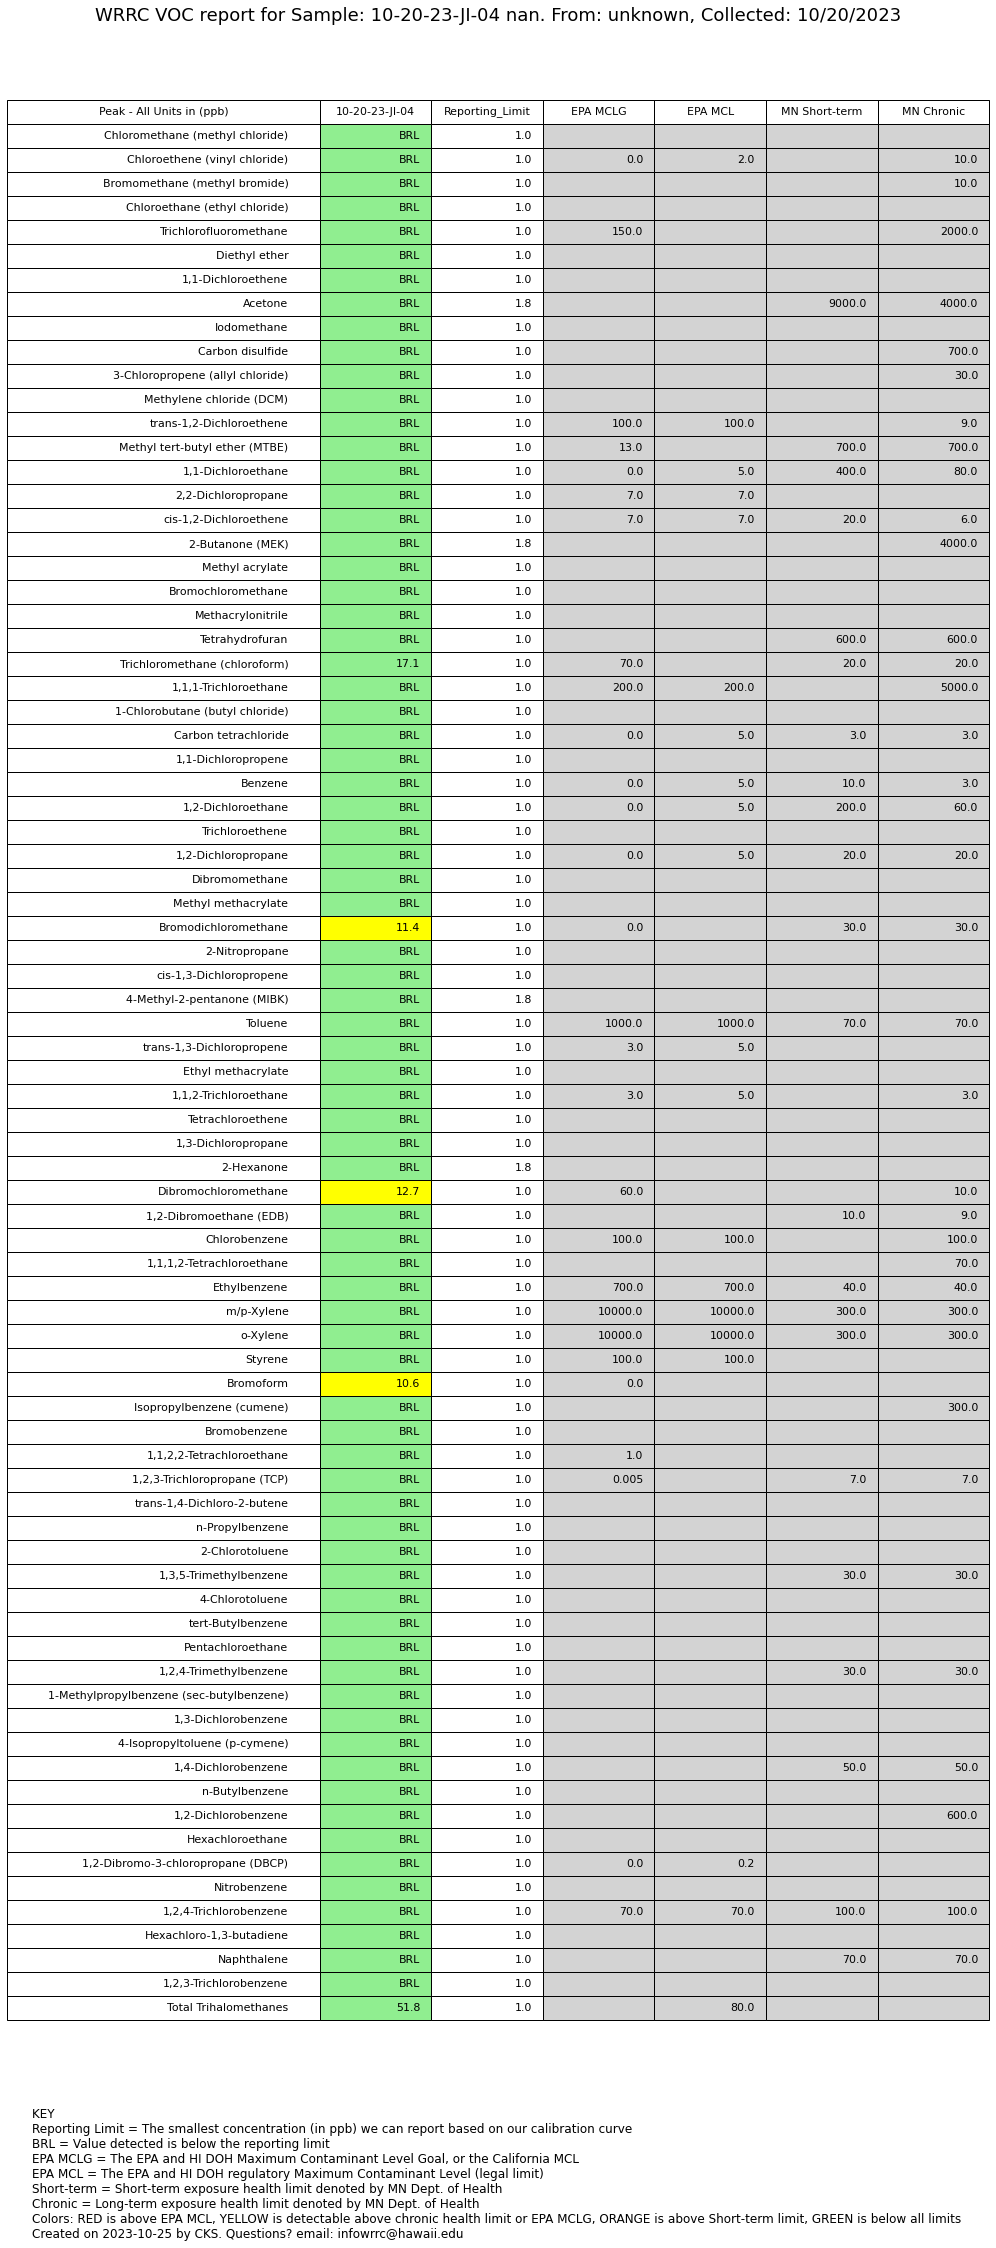 WRRC VOC report for Sample: 10-20-23-JI-04 nan. From: unknown, Collected: 10/20/2023
Peak - All Units in (ppb) 10-20-23-JI-04 Reporting_Limit EPA MCLG EPA MCL MN Short-term MN Chronic
Chloromethane (methyl chloride) BRL 1.0
Chloroethene (vinyl chloride) BRL 1.0 0.0 2.0 10.0
Bromomethane (methyl bromide) BRL 1.0 10.0
Chloroethane (ethyl chloride) BRL 1.0
Trichlorofluoromethane BRL 1.0 150.0 2000.0
Diethyl ether BRL 1.0
1,1-Dichloroethene BRL 1.0
Acetone BRL 1.8 9000.0 4000.0
Iodomethane BRL 1.0
Carbon disulfide BRL 1.0 700.0
3-Chloropropene (allyl chloride) BRL 1.0 30.0
Methylene chloride (DCM) BRL 1.0
trans-1,2-Dichloroethene BRL 1.0 100.0 100.0 9.0
Methyl tert-butyl ether (MTBE) BRL 1.0 13.0 700.0 700.0
1,1-Dichloroethane BRL 1.0 0.0 5.0 400.0 80.0
2,2-Dichloropropane BRL 1.0 7.0 7.0
cis-1,2-Dichloroethene BRL 1.0 7.0 7.0 20.0 6.0
2-Butanone (MEK) BRL 1.8 4000.0
Methyl acrylate BRL 1.0
Bromochloromethane BRL 1.0
Methacrylonitrile BRL 1.0
Tetrahydrofuran BRL 1.0 600.0 600.0
Trichloromethane (chloroform) 17.1 1.0 70.0 20.0 20.0
1,1,1-Trichloroethane BRL 1.0 200.0 200.0 5000.0
1-Chlorobutane (butyl chloride) BRL 1.0
Carbon tetrachloride BRL 1.0 0.0 5.0 3.0 3.0
1,1-Dichloropropene BRL 1.0
Benzene BRL 1.0 0.0 5.0 10.0 3.0
1,2-Dichloroethane BRL 1.0 0.0 5.0 200.0 60.0
Trichloroethene BRL 1.0
1,2-Dichloropropane BRL 1.0 0.0 5.0 20.0 20.0
Dibromomethane BRL 1.0
Methyl methacrylate BRL 1.0
Bromodichloromethane 11.4 1.0 0.0 30.0 30.0
2-Nitropropane BRL 1.0
cis-1,3-Dichloropropene BRL 1.0
4-Methyl-2-pentanone (MIBK) BRL 1.8
Toluene BRL 1.0 1000.0 1000.0 70.0 70.0
trans-1,3-Dichloropropene BRL 1.0 3.0 5.0
Ethyl methacrylate BRL 1.0
1,1,2-Trichloroethane BRL 1.0 3.0 5.0 3.0
Tetrachloroethene BRL 1.0
1,3-Dichloropropane BRL 1.0
2-Hexanone BRL 1.8
Dibromochloromethane 12.7 1.0 60.0 10.0
1,2-Dibromoethane (EDB) BRL 1.0 10.0 9.0
Chlorobenzene BRL 1.0 100.0 100.0 100.0
1,1,1,2-Tetrachloroethane BRL 1.0 70.0
Ethylbenzene BRL 1.0 700.0 700.0 40.0 40.0
m/p-Xylene BRL 1.0 10000.0 10000.0 300.0 300.0
o-Xylene BRL 1.0 10000.0 10000.0 300.0 300.0
Styrene BRL 1.0 100.0 100.0
Bromoform 10.6 1.0 0.0
Isopropylbenzene (cumene) BRL 1.0 300.0
Bromobenzene BRL 1.0
1,1,2,2-Tetrachloroethane BRL 1.0 1.0
1,2,3-Trichloropropane (TCP) BRL 1.0 0.005 7.0 7.0
trans-1,4-Dichloro-2-butene BRL 1.0
n-Propylbenzene BRL 1.0
2-Chlorotoluene BRL 1.0
1,3,5-Trimethylbenzene BRL 1.0 30.0 30.0
4-Chlorotoluene BRL 1.0
tert-Butylbenzene BRL 1.0
Pentachloroethane BRL 1.0
1,2,4-Trimethylbenzene BRL 1.0 30.0 30.0
1-Methylpropylbenzene (sec-butylbenzene) BRL 1.0
1,3-Dichlorobenzene BRL 1.0
4-Isopropyltoluene (p-cymene) BRL 1.0
1,4-Dichlorobenzene BRL 1.0 50.0 50.0
n-Butylbenzene BRL 1.0
1,2-Dichlorobenzene BRL 1.0 600.0
Hexachloroethane BRL 1.0
1,2-Dibromo-3-chloropropane (DBCP) BRL 1.0 0.0 0.2
Nitrobenzene BRL 1.0
1,2,4-Trichlorobenzene BRL 1.0 70.0 70.0 100.0 100.0
Hexachloro-1,3-butadiene BRL 1.0
Naphthalene BRL 1.0 70.0 70.0
1,2,3-Trichlorobenzene BRL 1.0
Total Trihalomethanes 51.8 1.0 80.0
KEY
Reporting Limit = The smallest concentration (in ppb) we can report based on our calibration curve
BRL = Value detected is below the reporting limit
EPA MCLG = The EPA and HI DOH Maximum Contaminant Level Goal, or the California MCL
EPA MCL = The EPA and HI DOH regulatory Maximum Contaminant Level (legal limit)
Short-term = Short-term exposure health limit denoted by MN Dept. of Health
Chronic = Long-term exposure health limit denoted by MN Dept. of Health
Colors: RED is above EPA MCL, YELLOW is detectable above chronic health limit or EPA MCLG, ORANGE is above Short-term limit, GREEN is below all limits
Created on 2023-10-25 by CKS. Questions? email: infowrrc@hawaii.edu